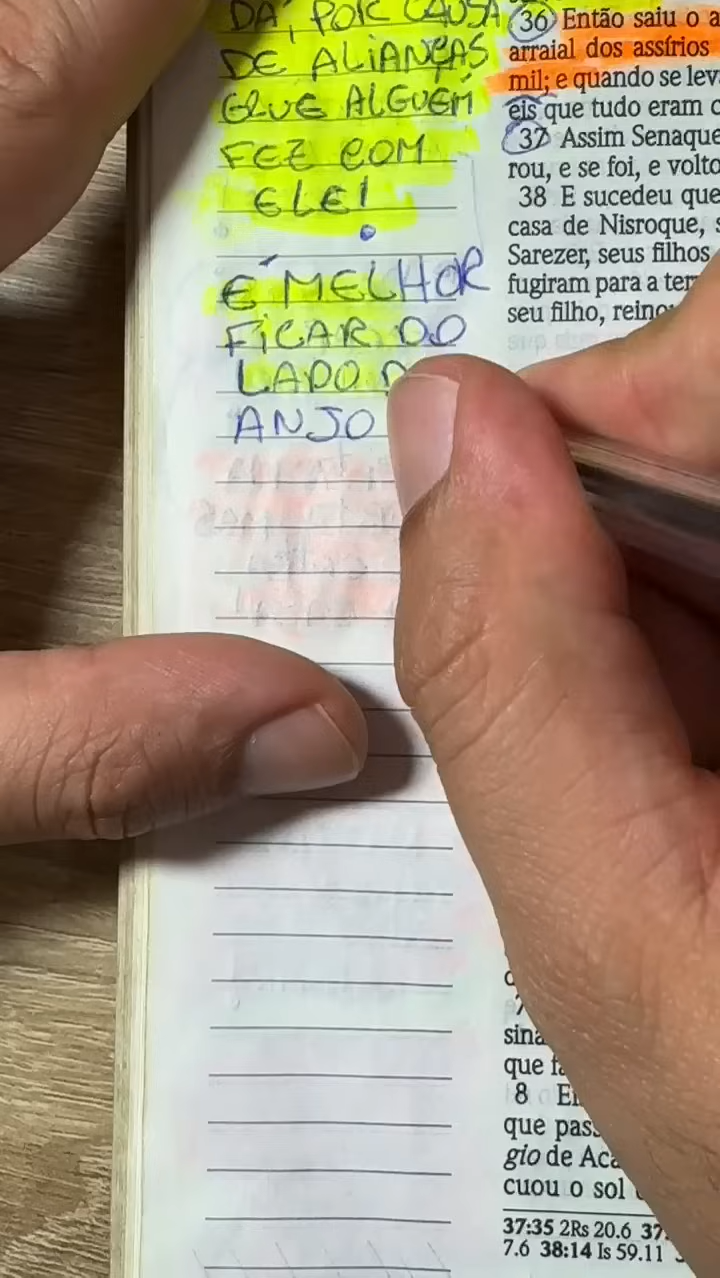 DÁ, POR CAUSA
DE ALIANÇAS
QUE ALGUÉM
FEZ COM
ELE!
É MELHOR
FICAR DO
LADO D
ANJO
36 Então saiu o a
arraial dos assírios
mil; e quando se lev
eis que tudo eram c
37 Assim Senaque
rou, e se foi, e volto
38 E sucedeu que
casa de Nisroque, s
Sarezer, seus filhos
fugiram para a ter
seu filho, reino
7
sina
que f
8 E
que pass
gio de Aca
cuou o sol
37:35 2Rs 20.6 37
7.6 38:14 Is 59.11